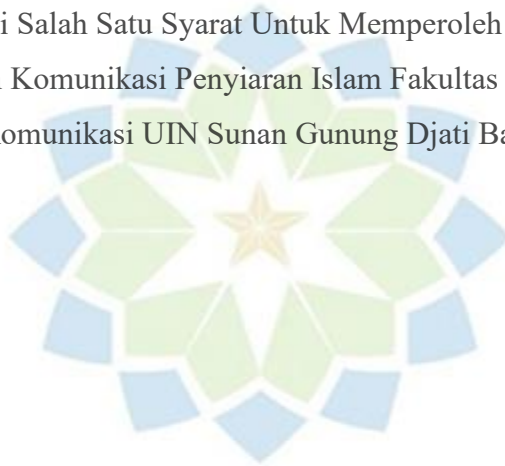 i Salah Satu Syarat Untuk Memperoleh
Komunikasi Penyiaran Islam Fakultas
omunikasi UIN Sunan Gunung Djati Ba